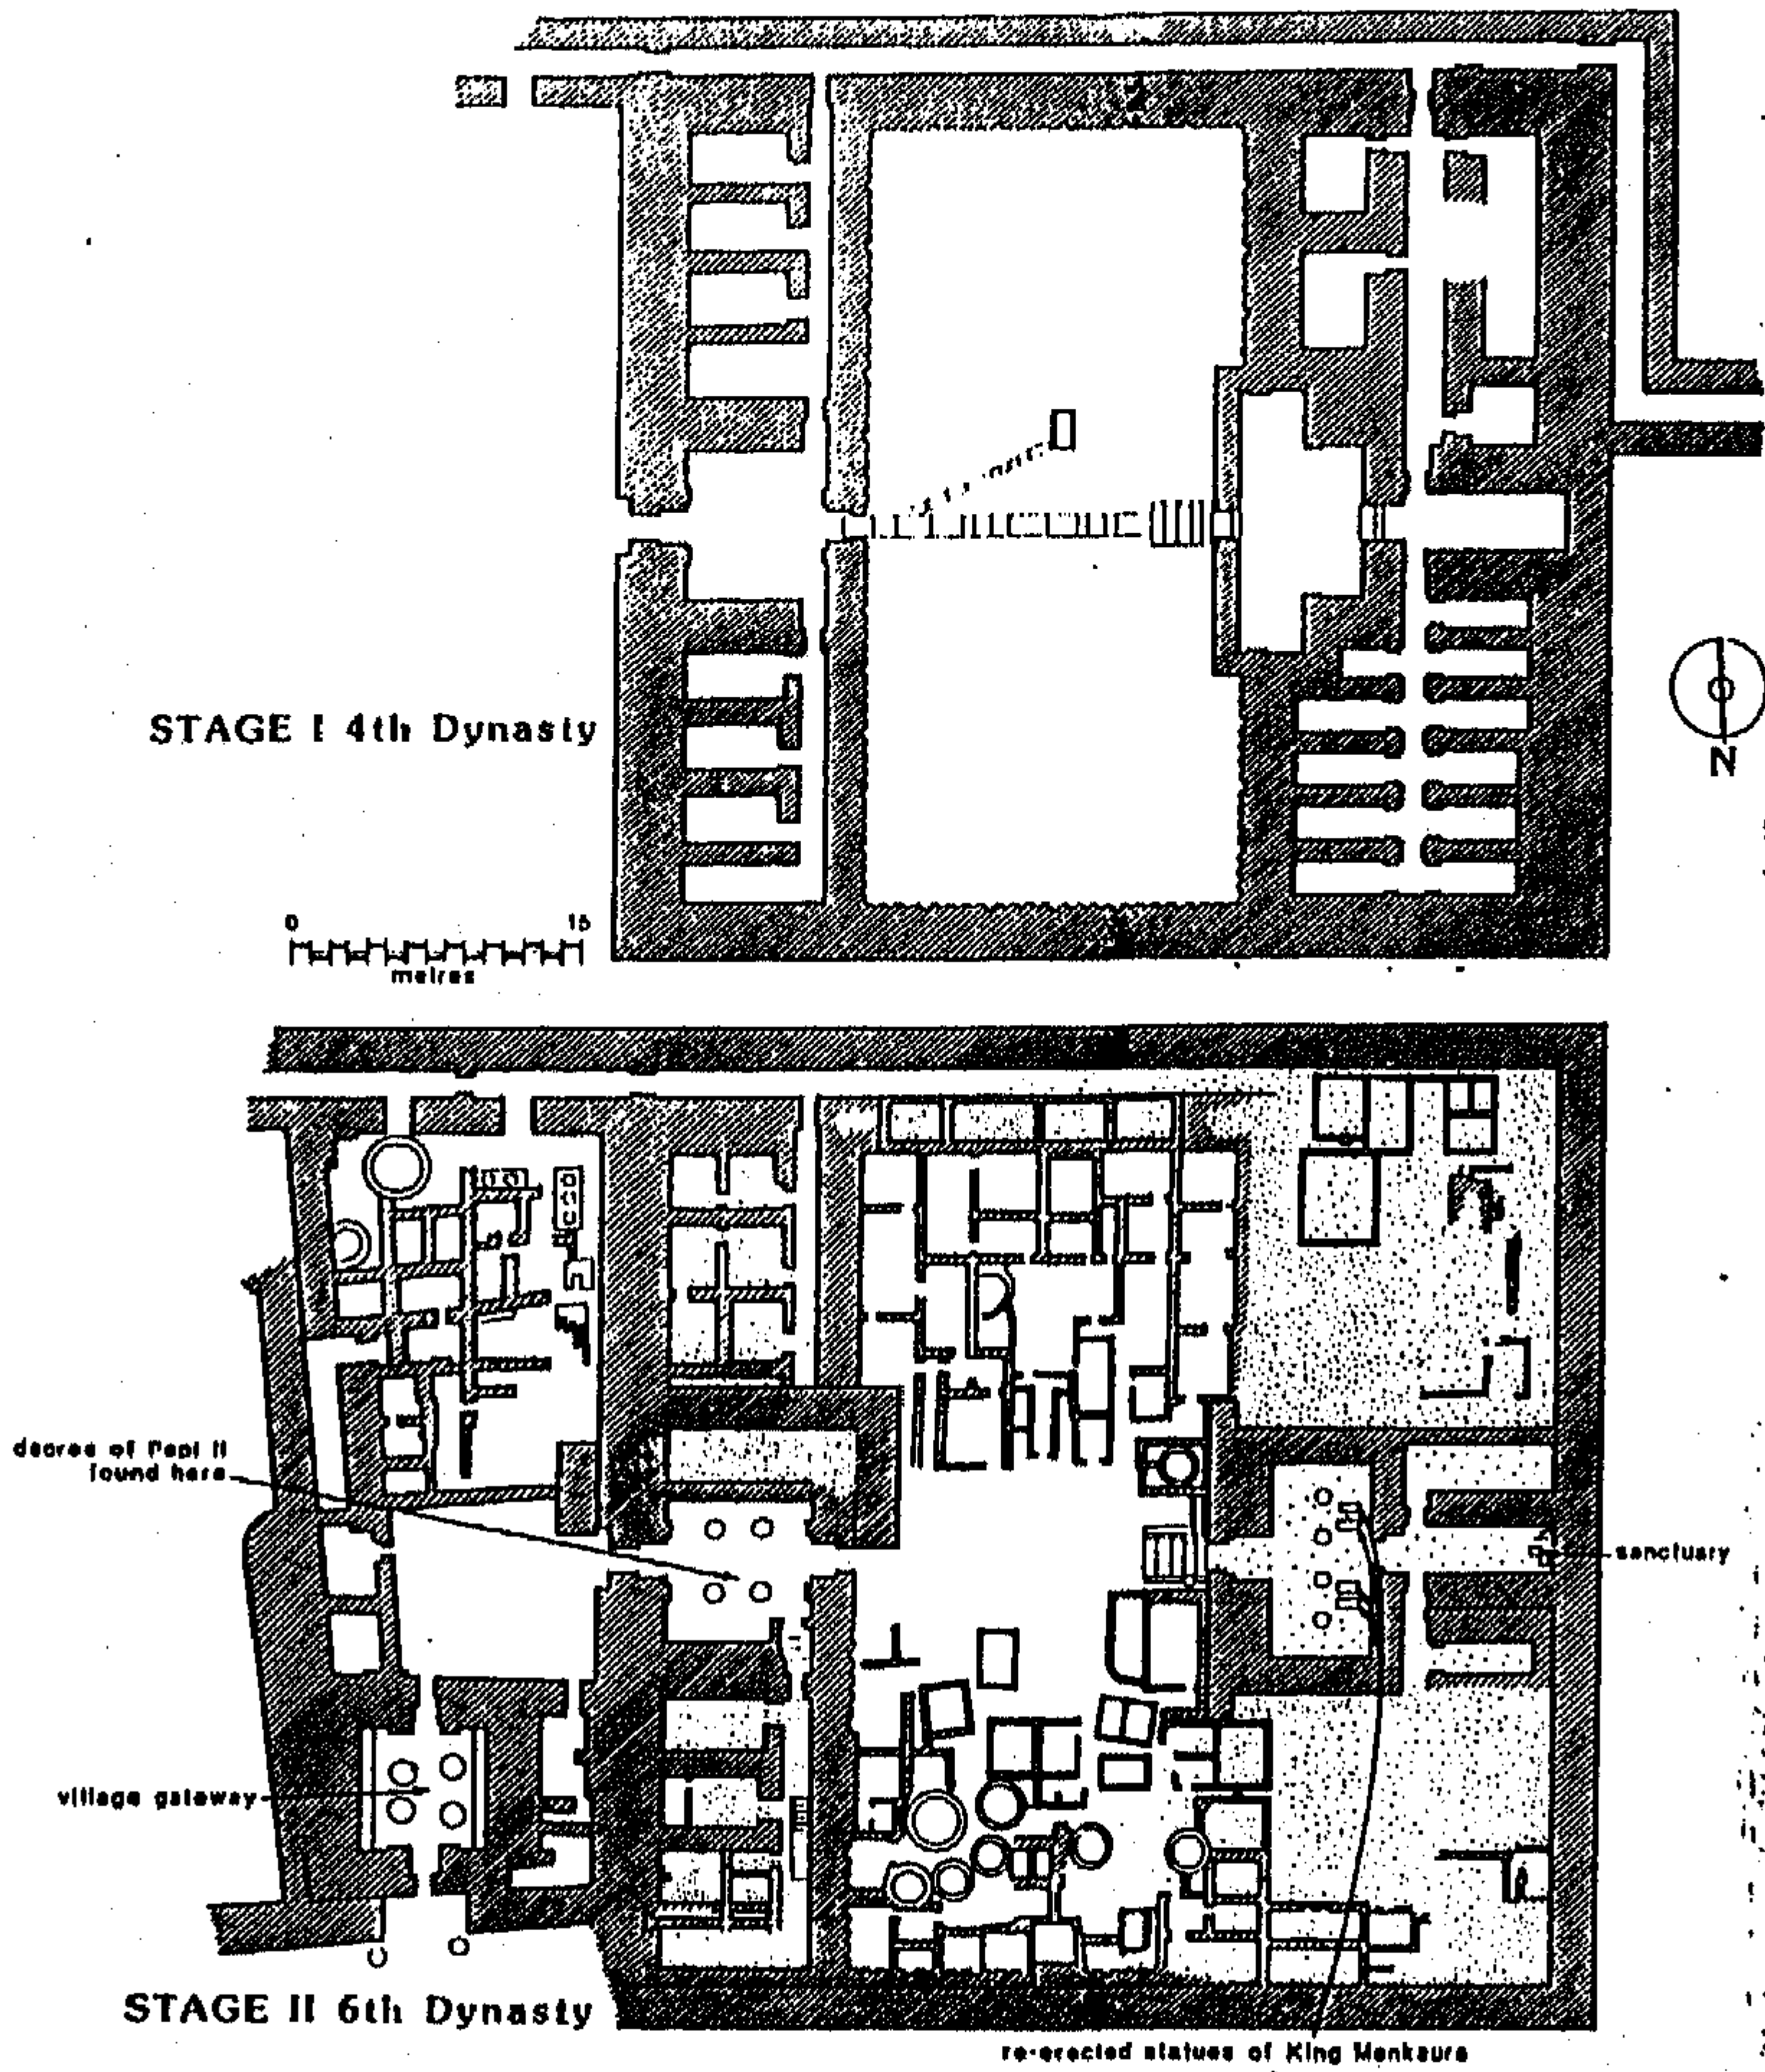 STAGE I 4th Dynasty
N
0 15
metres
decree of Pepi II
found here
sanctuary
village gateway
STAGE II 6th Dynasty
re-erected statues of King Menkaure